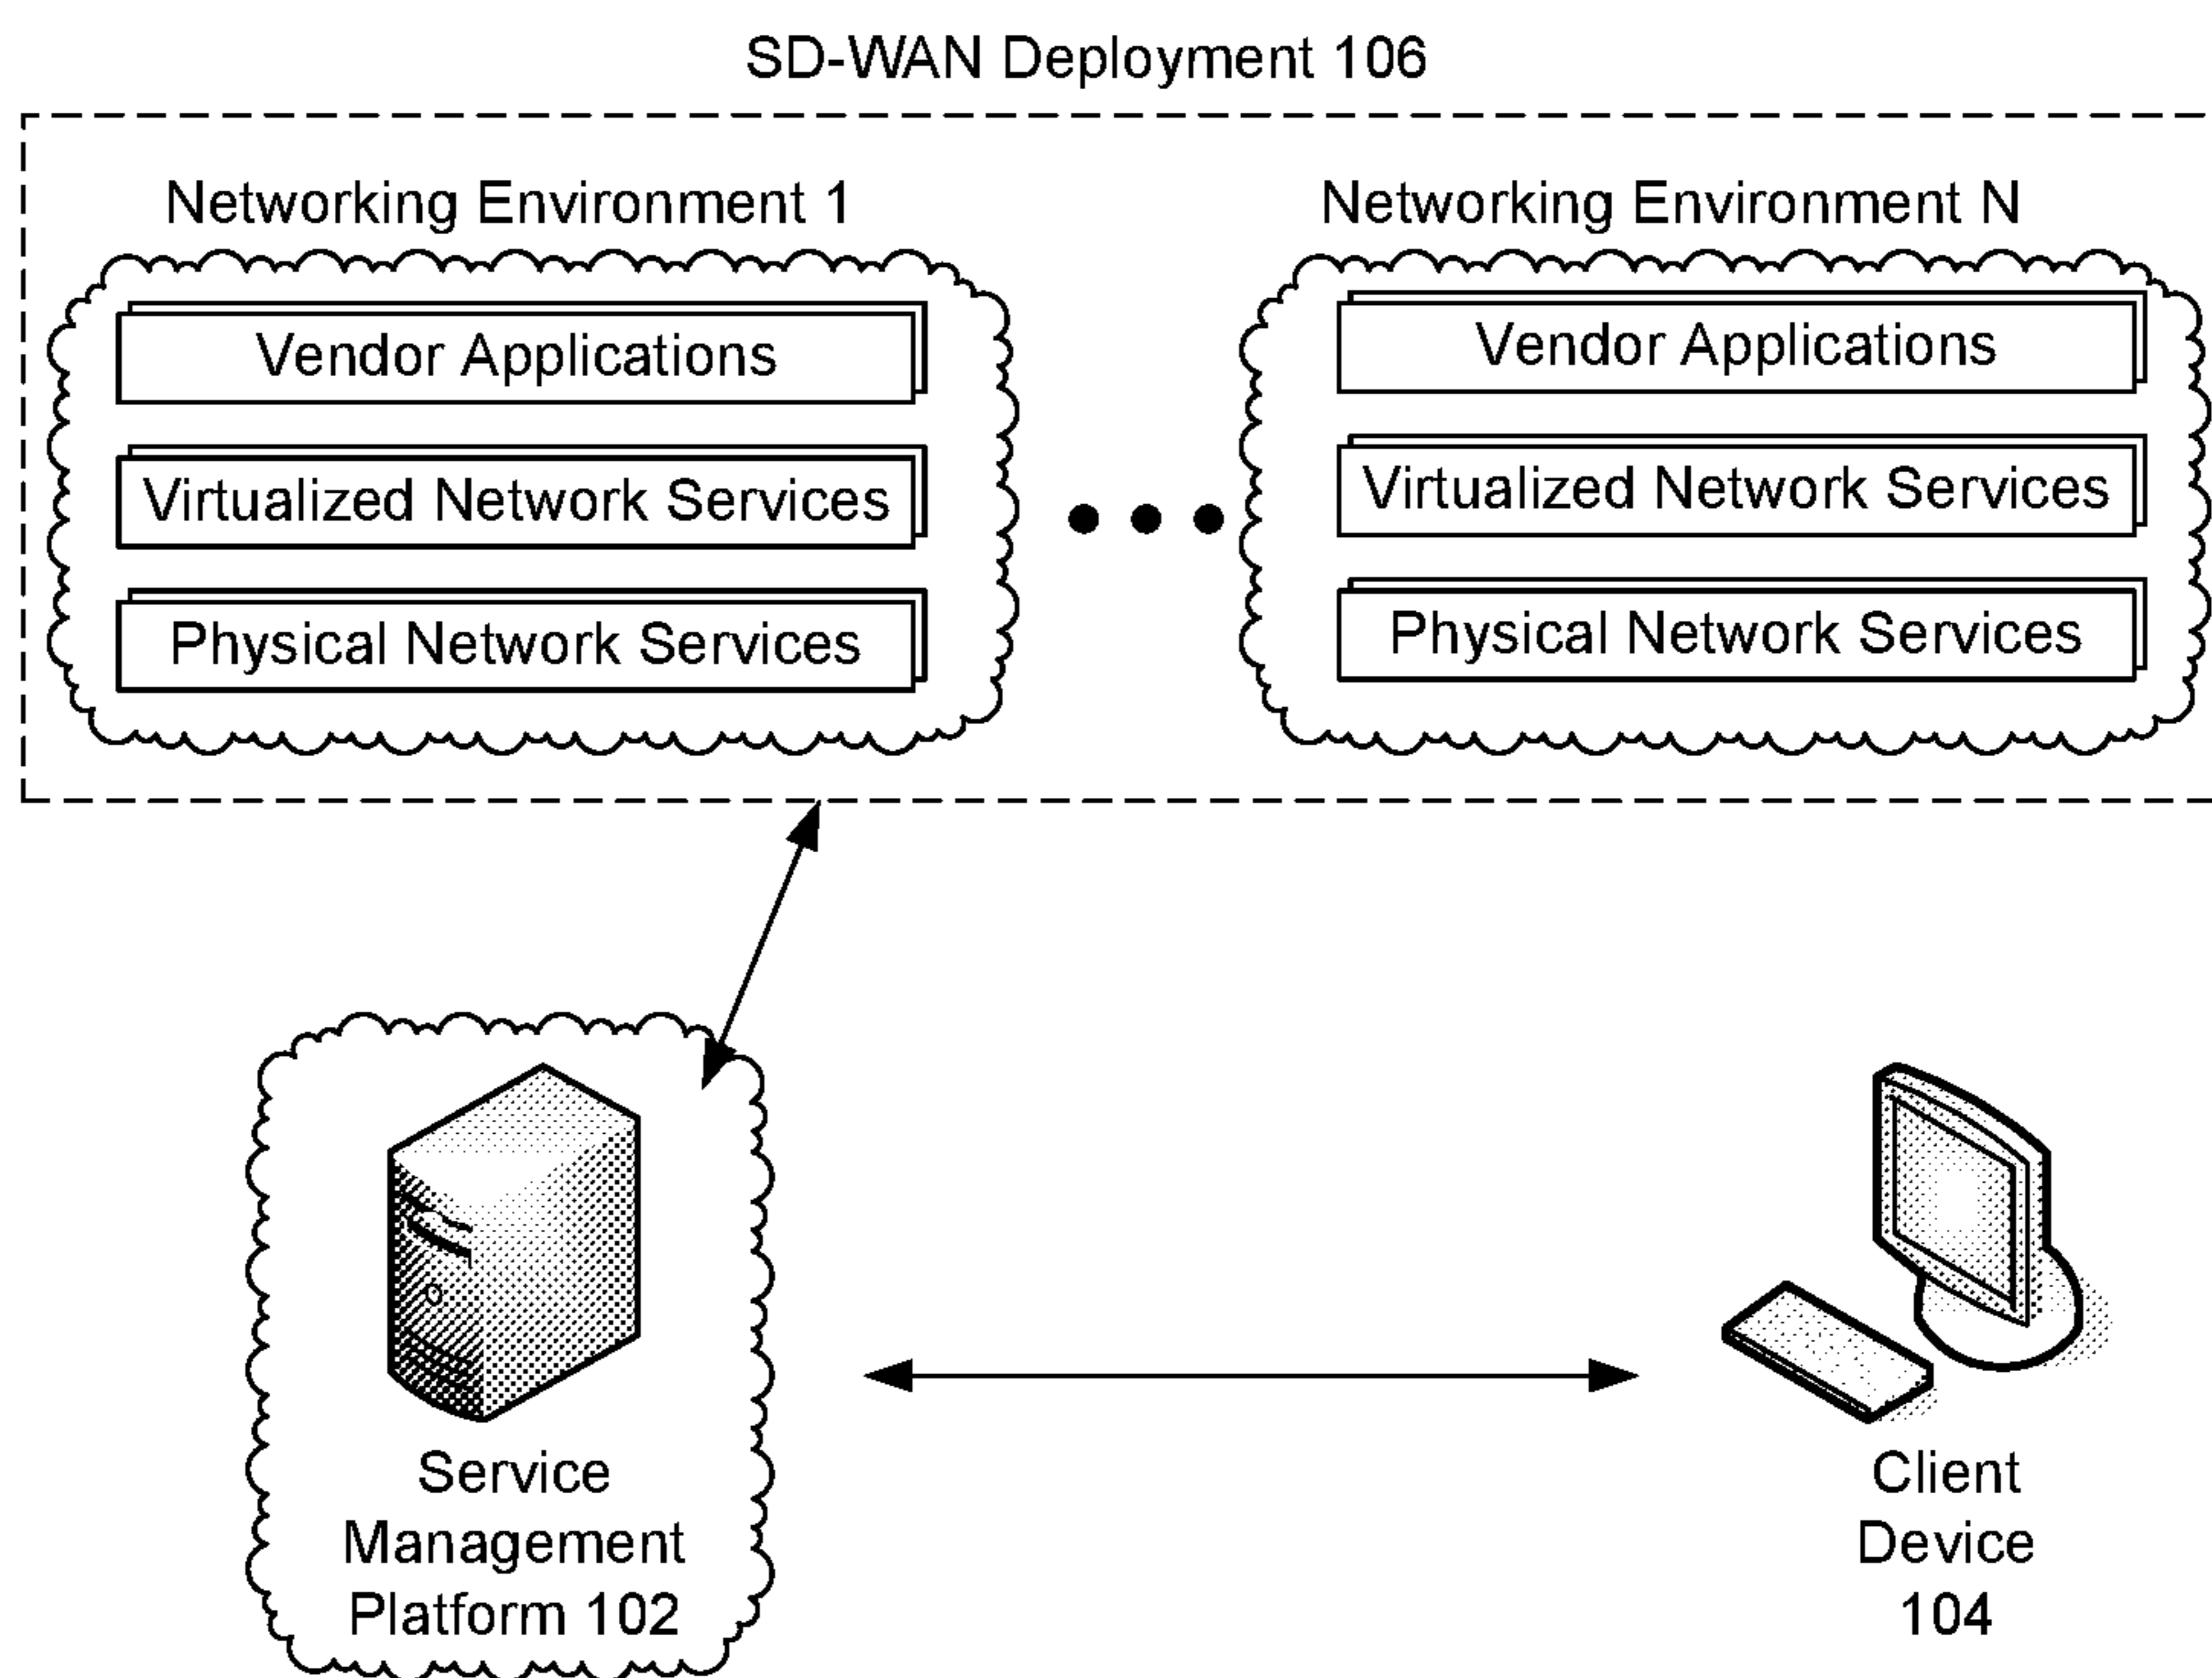 SD-WAN Deployment 106
Networking Environment 1
Vendor Applications
Virtualized Network Services
Physical Network Services
Networking Environment N
Vendor Applications
Virtualized Network Services
Physical Network Services
Service
Management
Platform 102
Client
Device
104